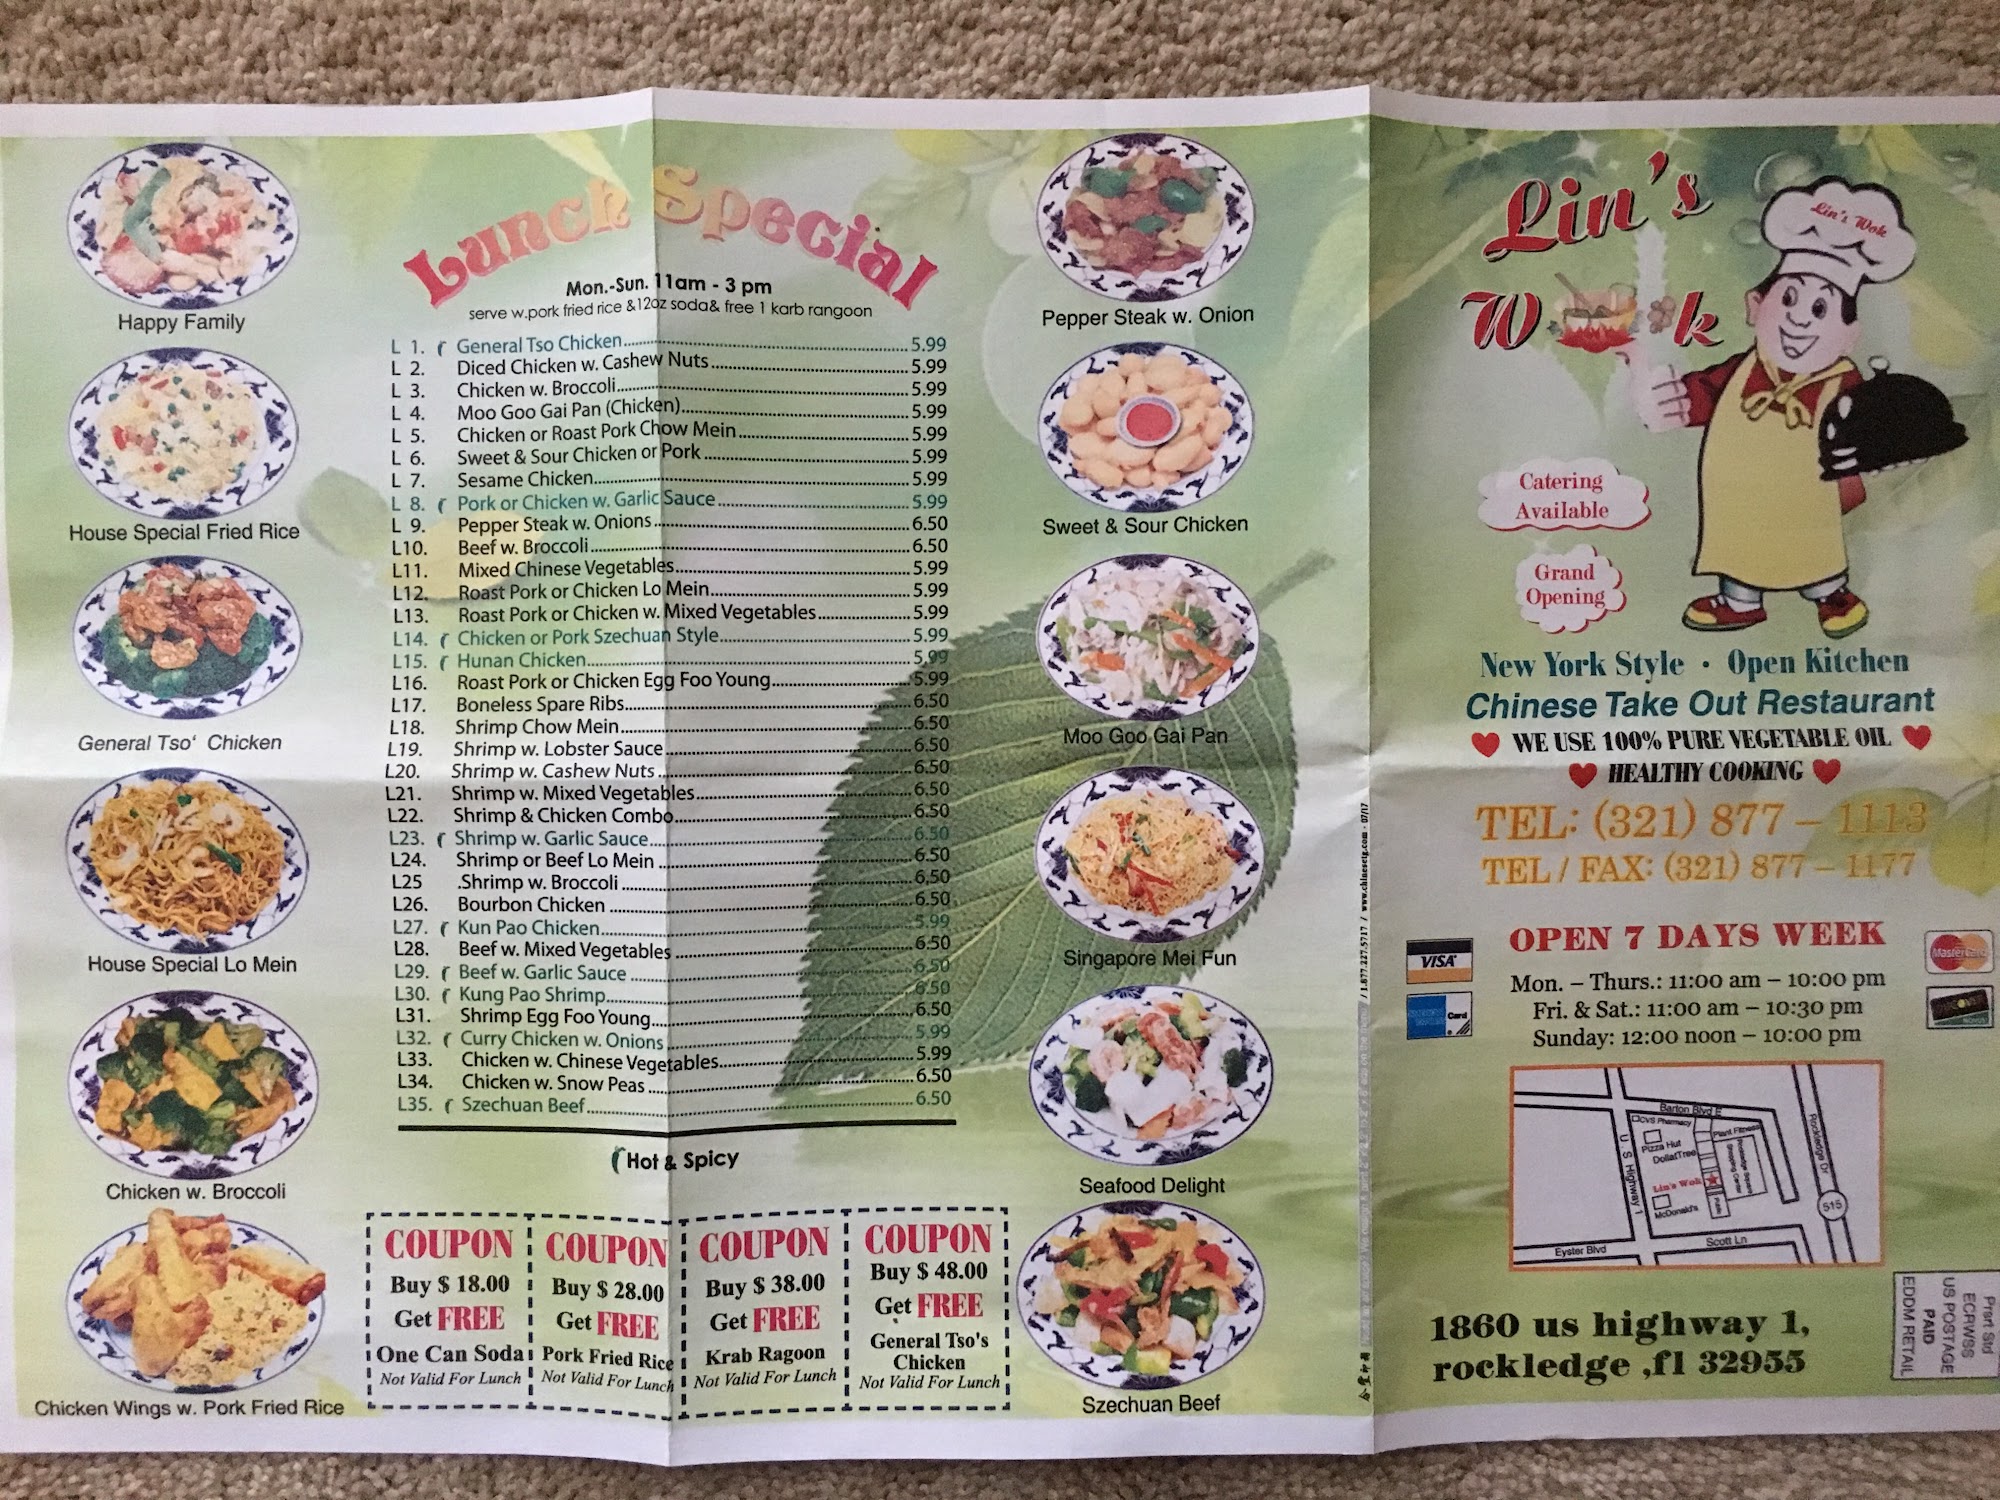 Happy Family
House Special Fried Rice
General Tso' Chicken
House Special Lo Mein
Chicken w. Broccoli
Chicken Wings w. Pork Fried Rice
Lunch Special
Mon.-Sun. 11am - 3 pm
serve w.pork fried rice &12oz soda& free 1 karb rangoon
L 1. General Tso Chicken 5.99
L 2. Diced Chicken w. Cashew Nuts 5.99
L 3. Chicken w. Broccoli 5.99
L 4. Moo Goo Gai Pan (Chicken) 5.99
L 5. Chicken or Roast Pork Chow Mein 5.99
L 6. Sweet & Sour Chicken or Pork 5.99
L 7. Sesame Chicken 5.99
L 8. Pork or Chicken w. Garlic Sauce 5.99
L 9. Pepper Steak w. Onions 6.50
L10. Beef w. Broccoli 6.50
L11. Mixed Chinese Vegetables 5.99
L12. Roast Pork or Chicken Lo Mein 5.99
L13. Roast Pork or Chicken w. Mixed Vegetables 5.99
L14. Chicken or Pork Szechuan Style 5.99
L15. Hunan Chicken 5.99
L16. Roast Pork or Chicken Egg Foo Young 5.99
L17. Boneless Spare Ribs 6.50
L18. Shrimp Chow Mein 6.50
L19. Shrimp w. Lobster Sauce 6.50
L20. Shrimp w. Cashew Nuts 6.50
L21. Shrimp w. Mixed Vegetables 6.50
L22. Shrimp & Chicken Combo 6.50
L23. Shrimp w. Garlic Sauce 6.50
L24. Shrimp or Beef Lo Mein 6.50
L25 .Shrimp w. Broccoli 6.50
L26. Bourbon Chicken 6.50
L27. Kun Pao Chicken 5.99
L28. Beef w. Mixed Vegetables 6.50
L29. Beef w. Garlic Sauce 6.50
L30. Kung Pao Shrimp 6.50
L31. Shrimp Egg Foo Young 6.50
L32. Curry Chicken w. Onions 5.99
L33. Chicken w. Chinese Vegetables 5.99
L34. Chicken w. Snow Peas 6.50
L35. Szechuan Beef 6.50
Hot & Spicy
COUPON
Buy $ 18.00
Get FREE
One Can Soda
Not Valid For Lunch
COUPON
Buy $ 28.00
Get FREE
Pork Fried Rice
Not Valid For Lunch
COUPON
Buy $ 38.00
Get FREE
Krab Ragoon
Not Valid For Lunch
COUPON
Buy $ 48.00
Get FREE
General Tso's
Chicken
Not Valid For Lunch
Pepper Steak w. Onion
Sweet & Sour Chicken
Moo Goo Gai Pan
Singapore Mei Fun
Seafood Delight
Szechuan Beef
/ 1.877.227.5717 / www.chinesetg.com - 07/17
Lin's
Wok
Lin's Wok
Catering
Available
Grand
Opening
New York Style · Open Kitchen
Chinese Take Out Restaurant
WE USE 100% PURE VEGETABLE OIL
HEALTHY COOKING
TEL: (321) 877 – 1113
TEL / FAX: (321) 877 – 1177
OPEN 7 DAYS WEEK
Mon. – Thurs.: 11:00 am – 10:00 pm
Fri. & Sat.: 11:00 am – 10:30 pm
Sunday: 12:00 noon – 10:00 pm
VISA
Card
MasterCard
DISCOVER
Barton Blvd E
CVS Pharmacy
Pizza Hut
DollarTree
Plant Fitness
Lin's Wok
McDonald's
Shopping Center
U S Highway 1
Rockledge Dr
515
Eyster Blvd
Scott Ln
1860 us highway 1,
rockledge ,fl 32955
Prsrt Std
ECRWSS
US POSTAGE
PAID
EDDM RETAIL